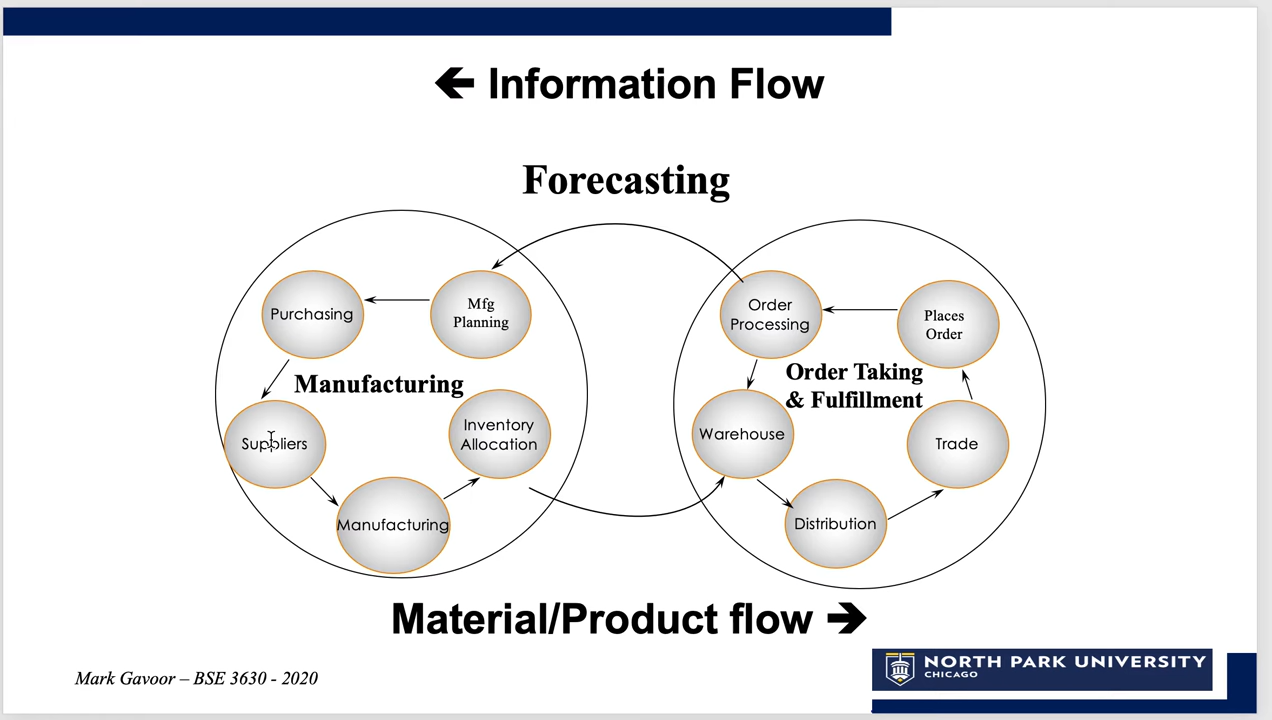 ← Information Flow
Forecasting
Purchasing
Mfg
Planning
Order
Processing
Places
Order
Manufacturing
Order Taking
& Fulfillment
Suppliers
Inventory
Allocation
Warehouse
Trade
Manufacturing
Distribution
Material/Product flow →
Mark Gavoor – BSE 3630 - 2020
NORTH PARK UNIVERSITY
CHICAGO